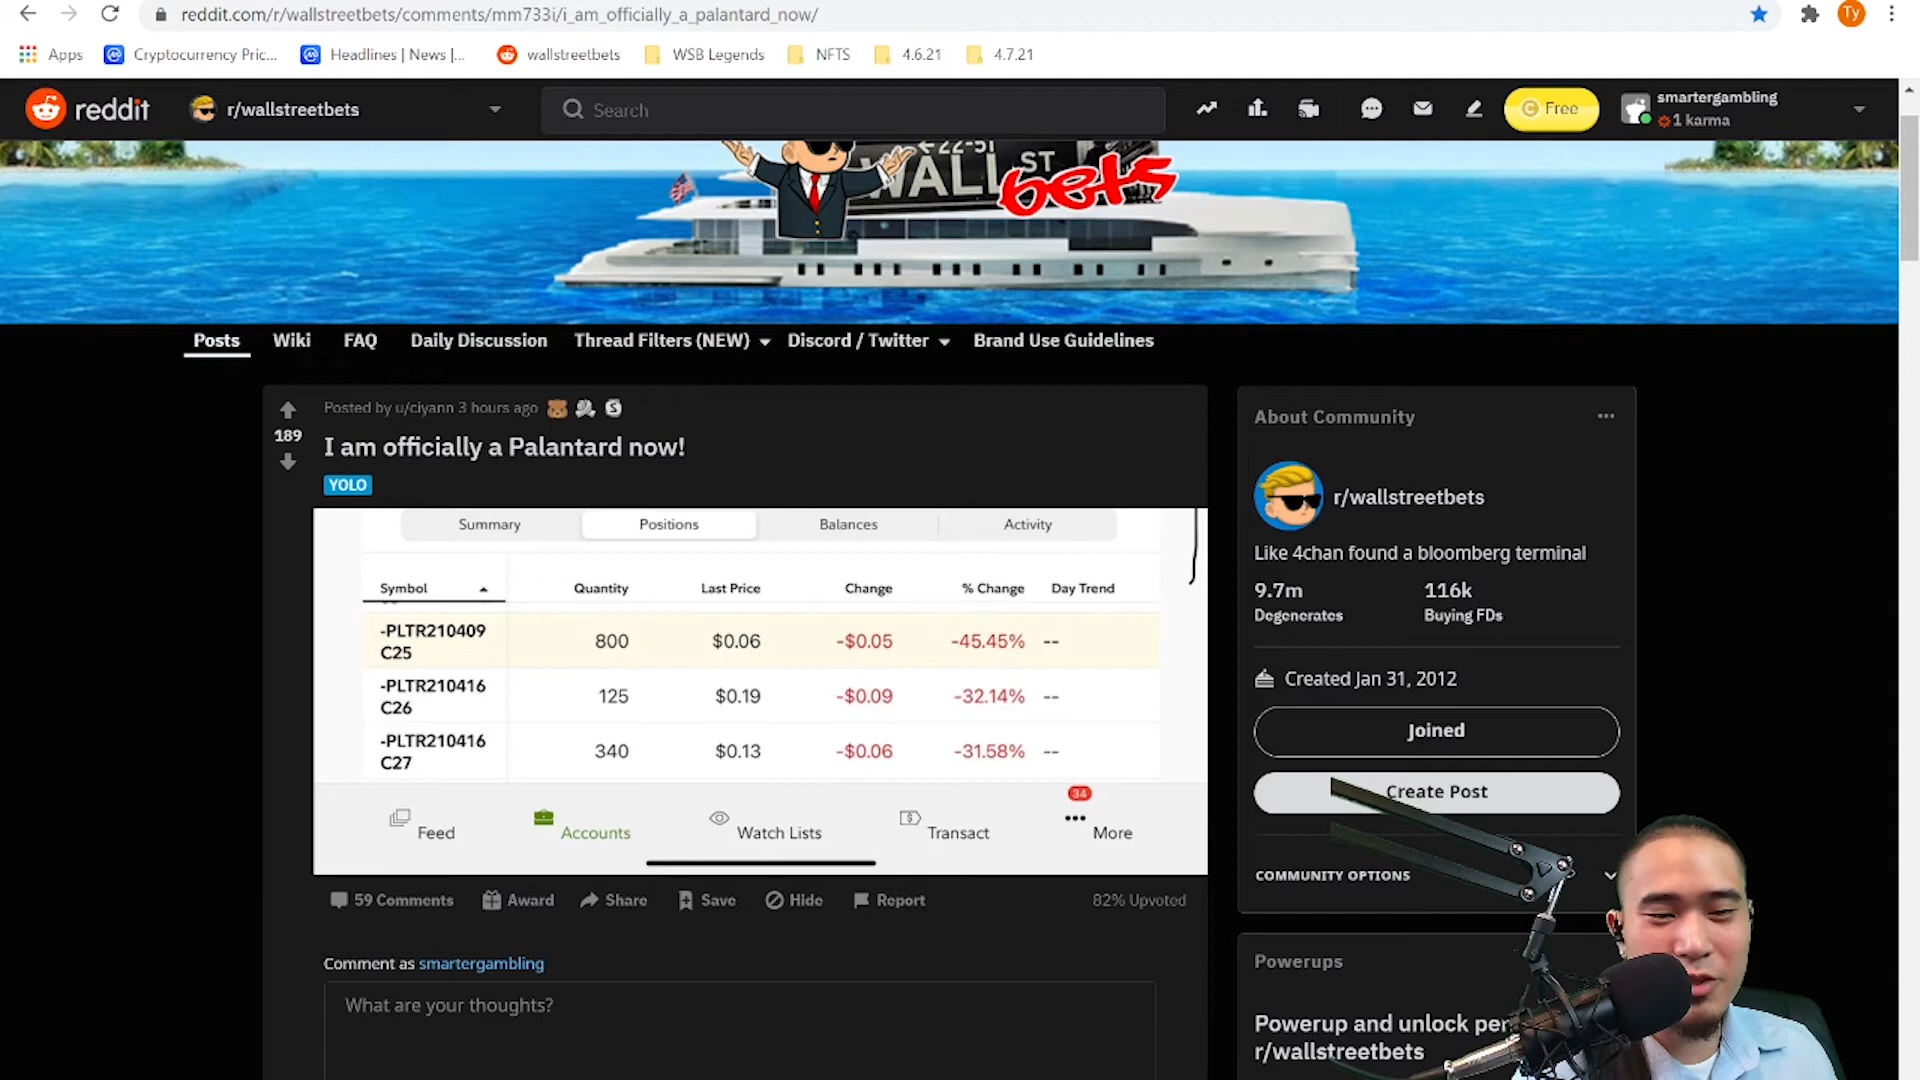 reddit.com/r/wallstreetbets/comments/mm733i/i_am_officially_a_palantard_now/
Ty
Apps
Cryptocurrency Pric...
Headlines | News |...
wallstreetbets
WSB Legends
NFTS
4.6.21
4.7.21
reddit
r/wallstreetbets
Search
Free
smartergambling
1 karma
22-51
WALL ST
bets
Posts
Wiki
FAQ
Daily Discussion
Thread Filters (NEW)
Discord / Twitter
Brand Use Guidelines
189
Posted by u/ciyann 3 hours ago
I am officially a Palantard now!
YOLO
Summary Positions Balances Activity
Symbol Quantity Last Price Change % Change Day Trend
-PLTR210409
C25
800 $0.06 -$0.05 -45.45% --
-PLTR210416
C26
125 $0.19 -$0.09 -32.14% --
-PLTR210416
C27
340 $0.13 -$0.06 -31.58% --
34
Feed Accounts Watch Lists Transact More
59 Comments Award Share Save Hide Report 82% Upvoted
Comment as smartergambling
What are your thoughts?
About Community
r/wallstreetbets
Like 4chan found a bloomberg terminal
9.7m 116k
Degenerates Buying FDs
Created Jan 31, 2012
Joined
Create Post
COMMUNITY OPTIONS
Powerups
Powerup and unlock per
r/wallstreetbets